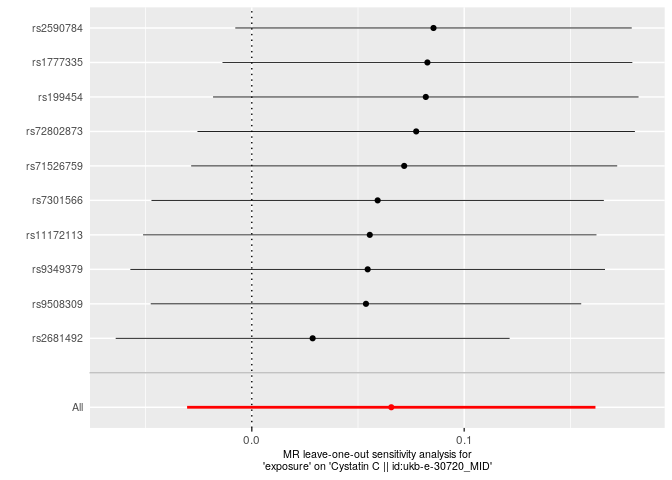 rs2590784
rs1777335
rs199454
rs72802873
rs71526759
rs7301566
rs11172113
rs9349379
rs9508309
rs2681492
All
0.0 0.1
MR leave-one-out sensitivity analysis for
'exposure' on 'Cystatin C || id:ukb-e-30720_MID'